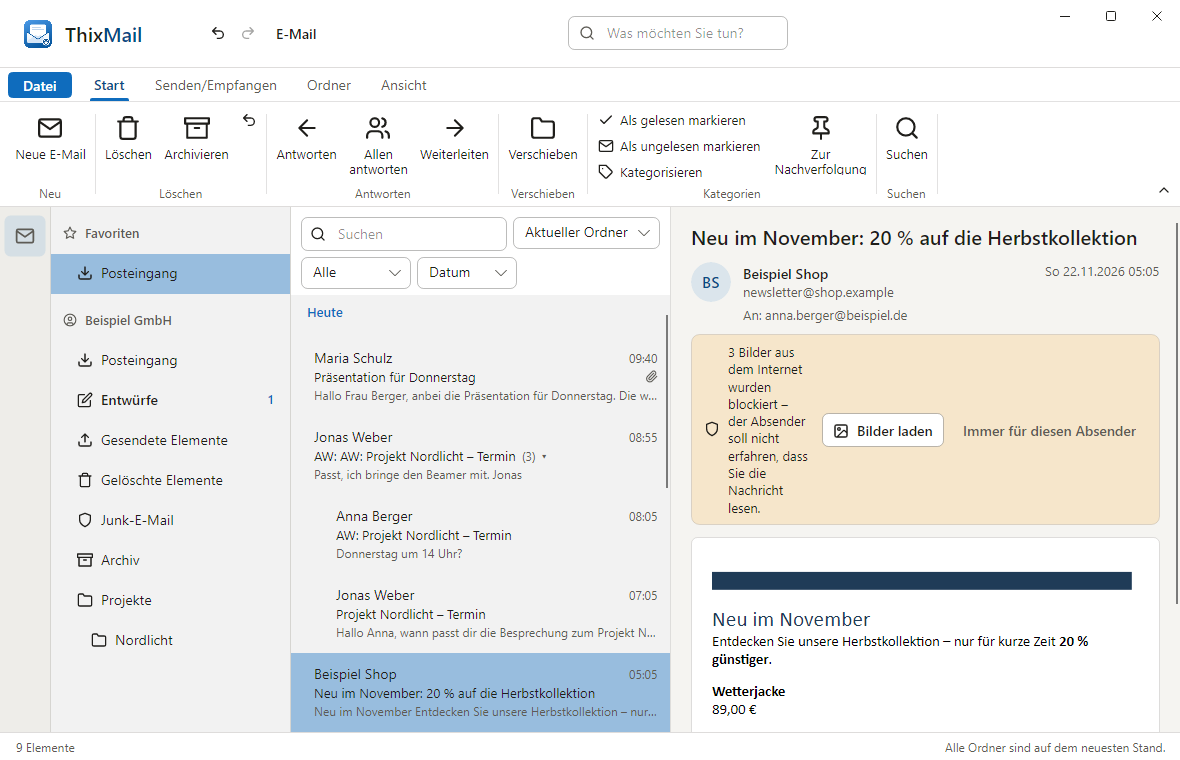 ThixMail
E-Mail
Was möchten Sie tun?
Datei
Start
Senden/Empfangen
Ordner
Ansicht
Neue E-Mail
Neu
Löschen
Archivieren
Löschen
Antworten
Allen
antworten
Weiterleiten
Antworten
Verschieben
Verschieben
Als gelesen markieren
Als ungelesen markieren
Kategorisieren
Zur
Nachverfolgung
Kategorien
Suchen
Suchen
Favoriten
Posteingang
Beispiel GmbH
Posteingang
Entwürfe 1
Gesendete Elemente
Gelöschte Elemente
Junk-E-Mail
Archiv
Projekte
Nordlicht
Suchen
Aktueller Ordner
Alle
Datum
Heute
Maria Schulz 09:40
Präsentation für Donnerstag
Hallo Frau Berger, anbei die Präsentation für Donnerstag. Die w...
Jonas Weber 08:55
AW: AW: Projekt Nordlicht – Termin (3)
Passt, ich bringe den Beamer mit. Jonas
Anna Berger 08:05
AW: Projekt Nordlicht – Termin
Donnerstag um 14 Uhr?
Jonas Weber 07:05
Projekt Nordlicht – Termin
Hallo Anna, wann passt dir die Besprechung zum Projekt N...
Beispiel Shop 05:05
Neu im November: 20 % auf die Herbstkollektion
Neu im November Entdecken Sie unsere Herbstkollektion – nur...
Neu im November: 20 % auf die Herbstkollektion
BS
Beispiel Shop
So 22.11.2026 05:05
newsletter@shop.example
An: anna.berger@beispiel.de
3 Bilder aus
dem Internet
wurden
blockiert –
der Absender
soll nicht
erfahren, dass
Sie die
Nachricht
lesen.
Bilder laden
Immer für diesen Absender
Neu im November
Entdecken Sie unsere Herbstkollektion – nur für kurze Zeit 20 %
günstiger.
Wetterjacke
89,00 €
9 Elemente
Alle Ordner sind auf dem neuesten Stand.